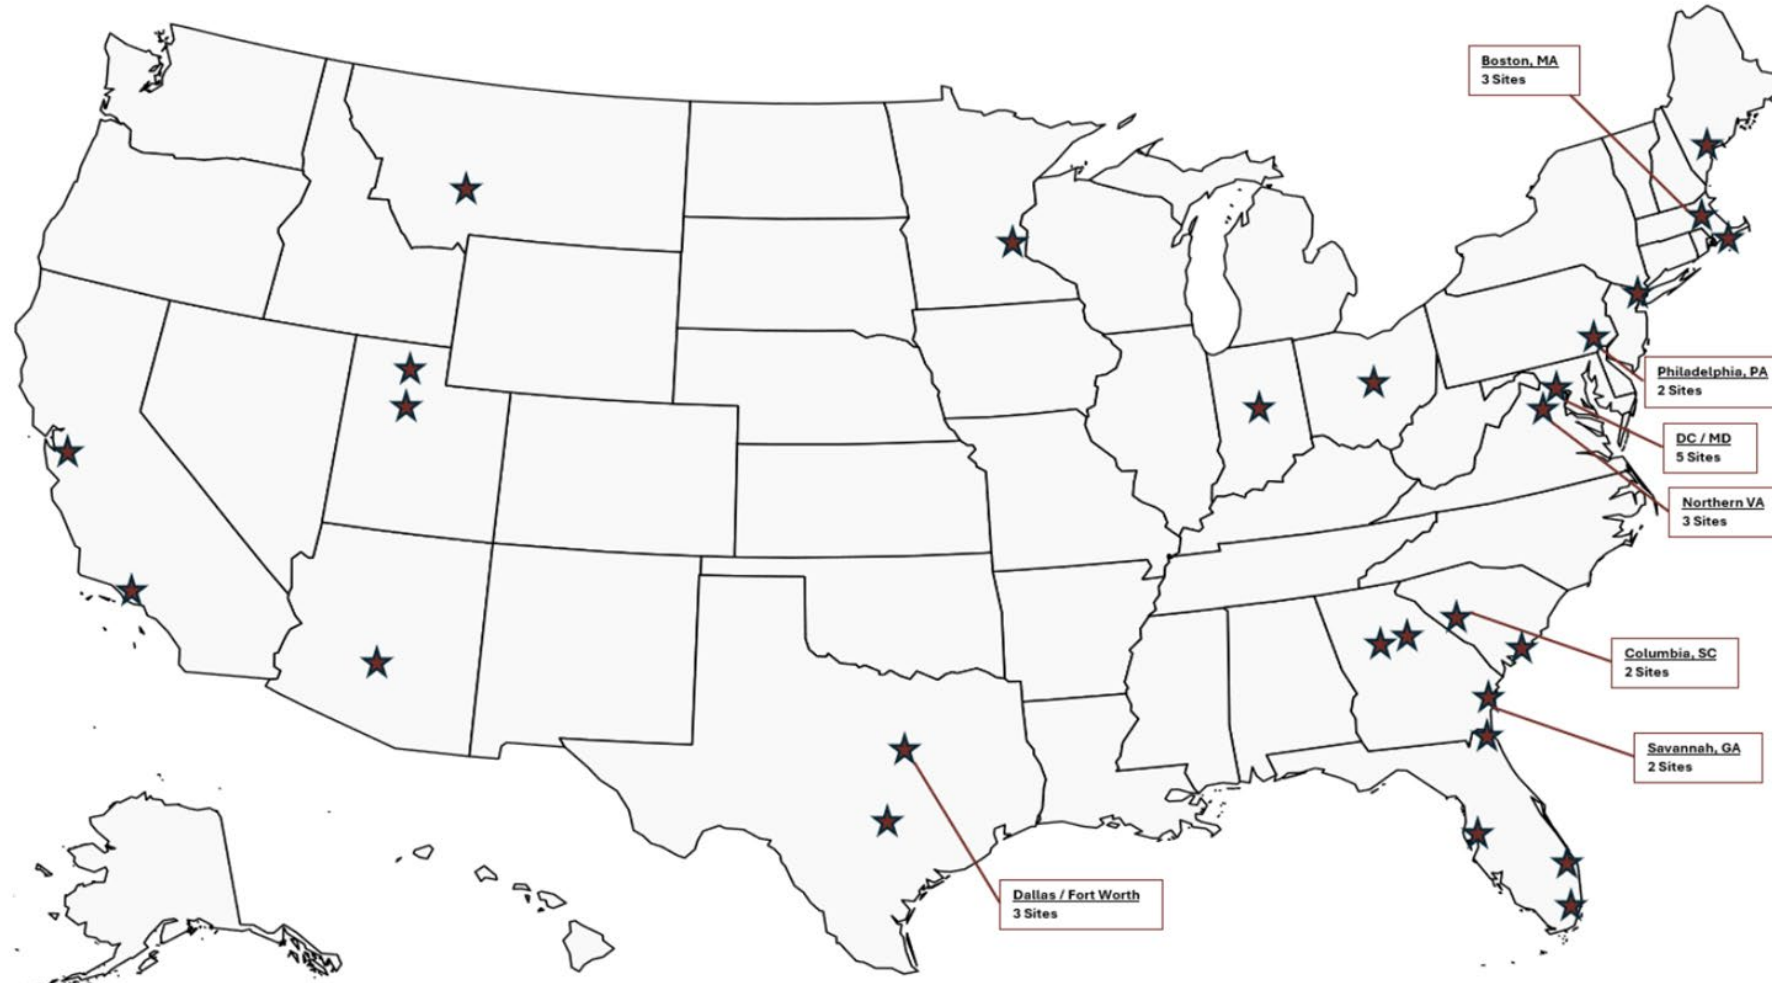 Boston, MA
3 Sites
Philadelphia, PA
2 Sites
DC / MD
5 Sites
Northern VA
3 Sites
Columbia, SC
2 Sites
Savannah, GA
2 Sites
Dallas / Fort Worth
3 Sites